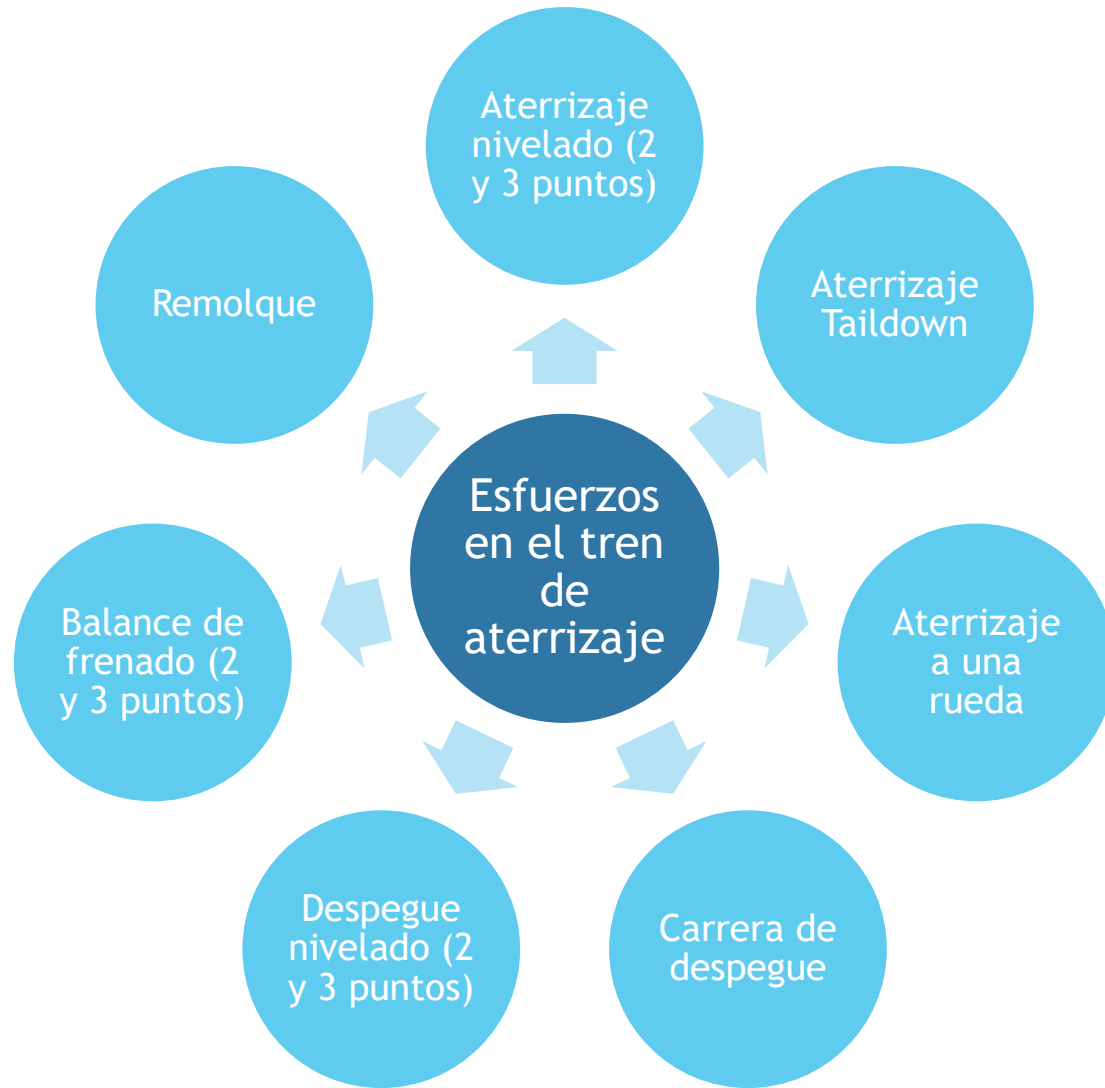 Aterrizaje
nivelado (2
y 3 puntos)
Aterrizaje
Taildown
Aterrizaje
a una
rueda
Carrera de
despegue
Despegue
nivelado (2
y 3 puntos)
Balance de
frenado (2
y 3 puntos)
Remolque
Esfuerzos
en el tren
de
aterrizaje